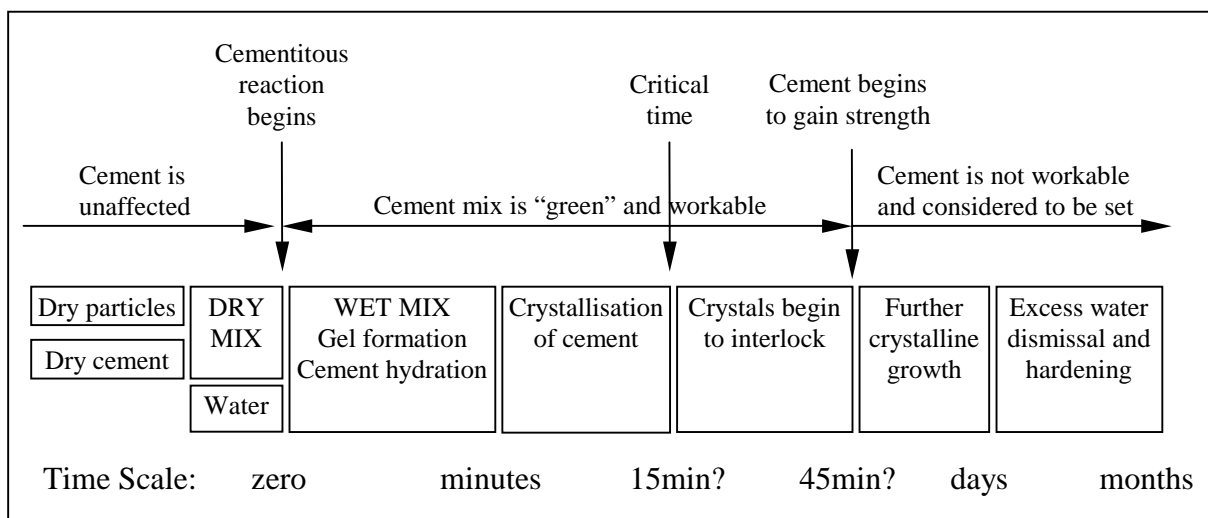 Cementitous
reaction
begins
Critical
time
Cement begins
to gain strength
Cement is
unaffected
Cement mix is “green” and workable
Cement is not workable
and considered to be set
Dry particles
Dry cement
DRY
MIX
Water
WET MIX
Gel formation
Cement hydration
Crystallisation
of cement
Crystals begin
to interlock
Further
crystalline
growth
Excess water
dismissal and
hardening
Time Scale: zero minutes 15min? 45min? days months